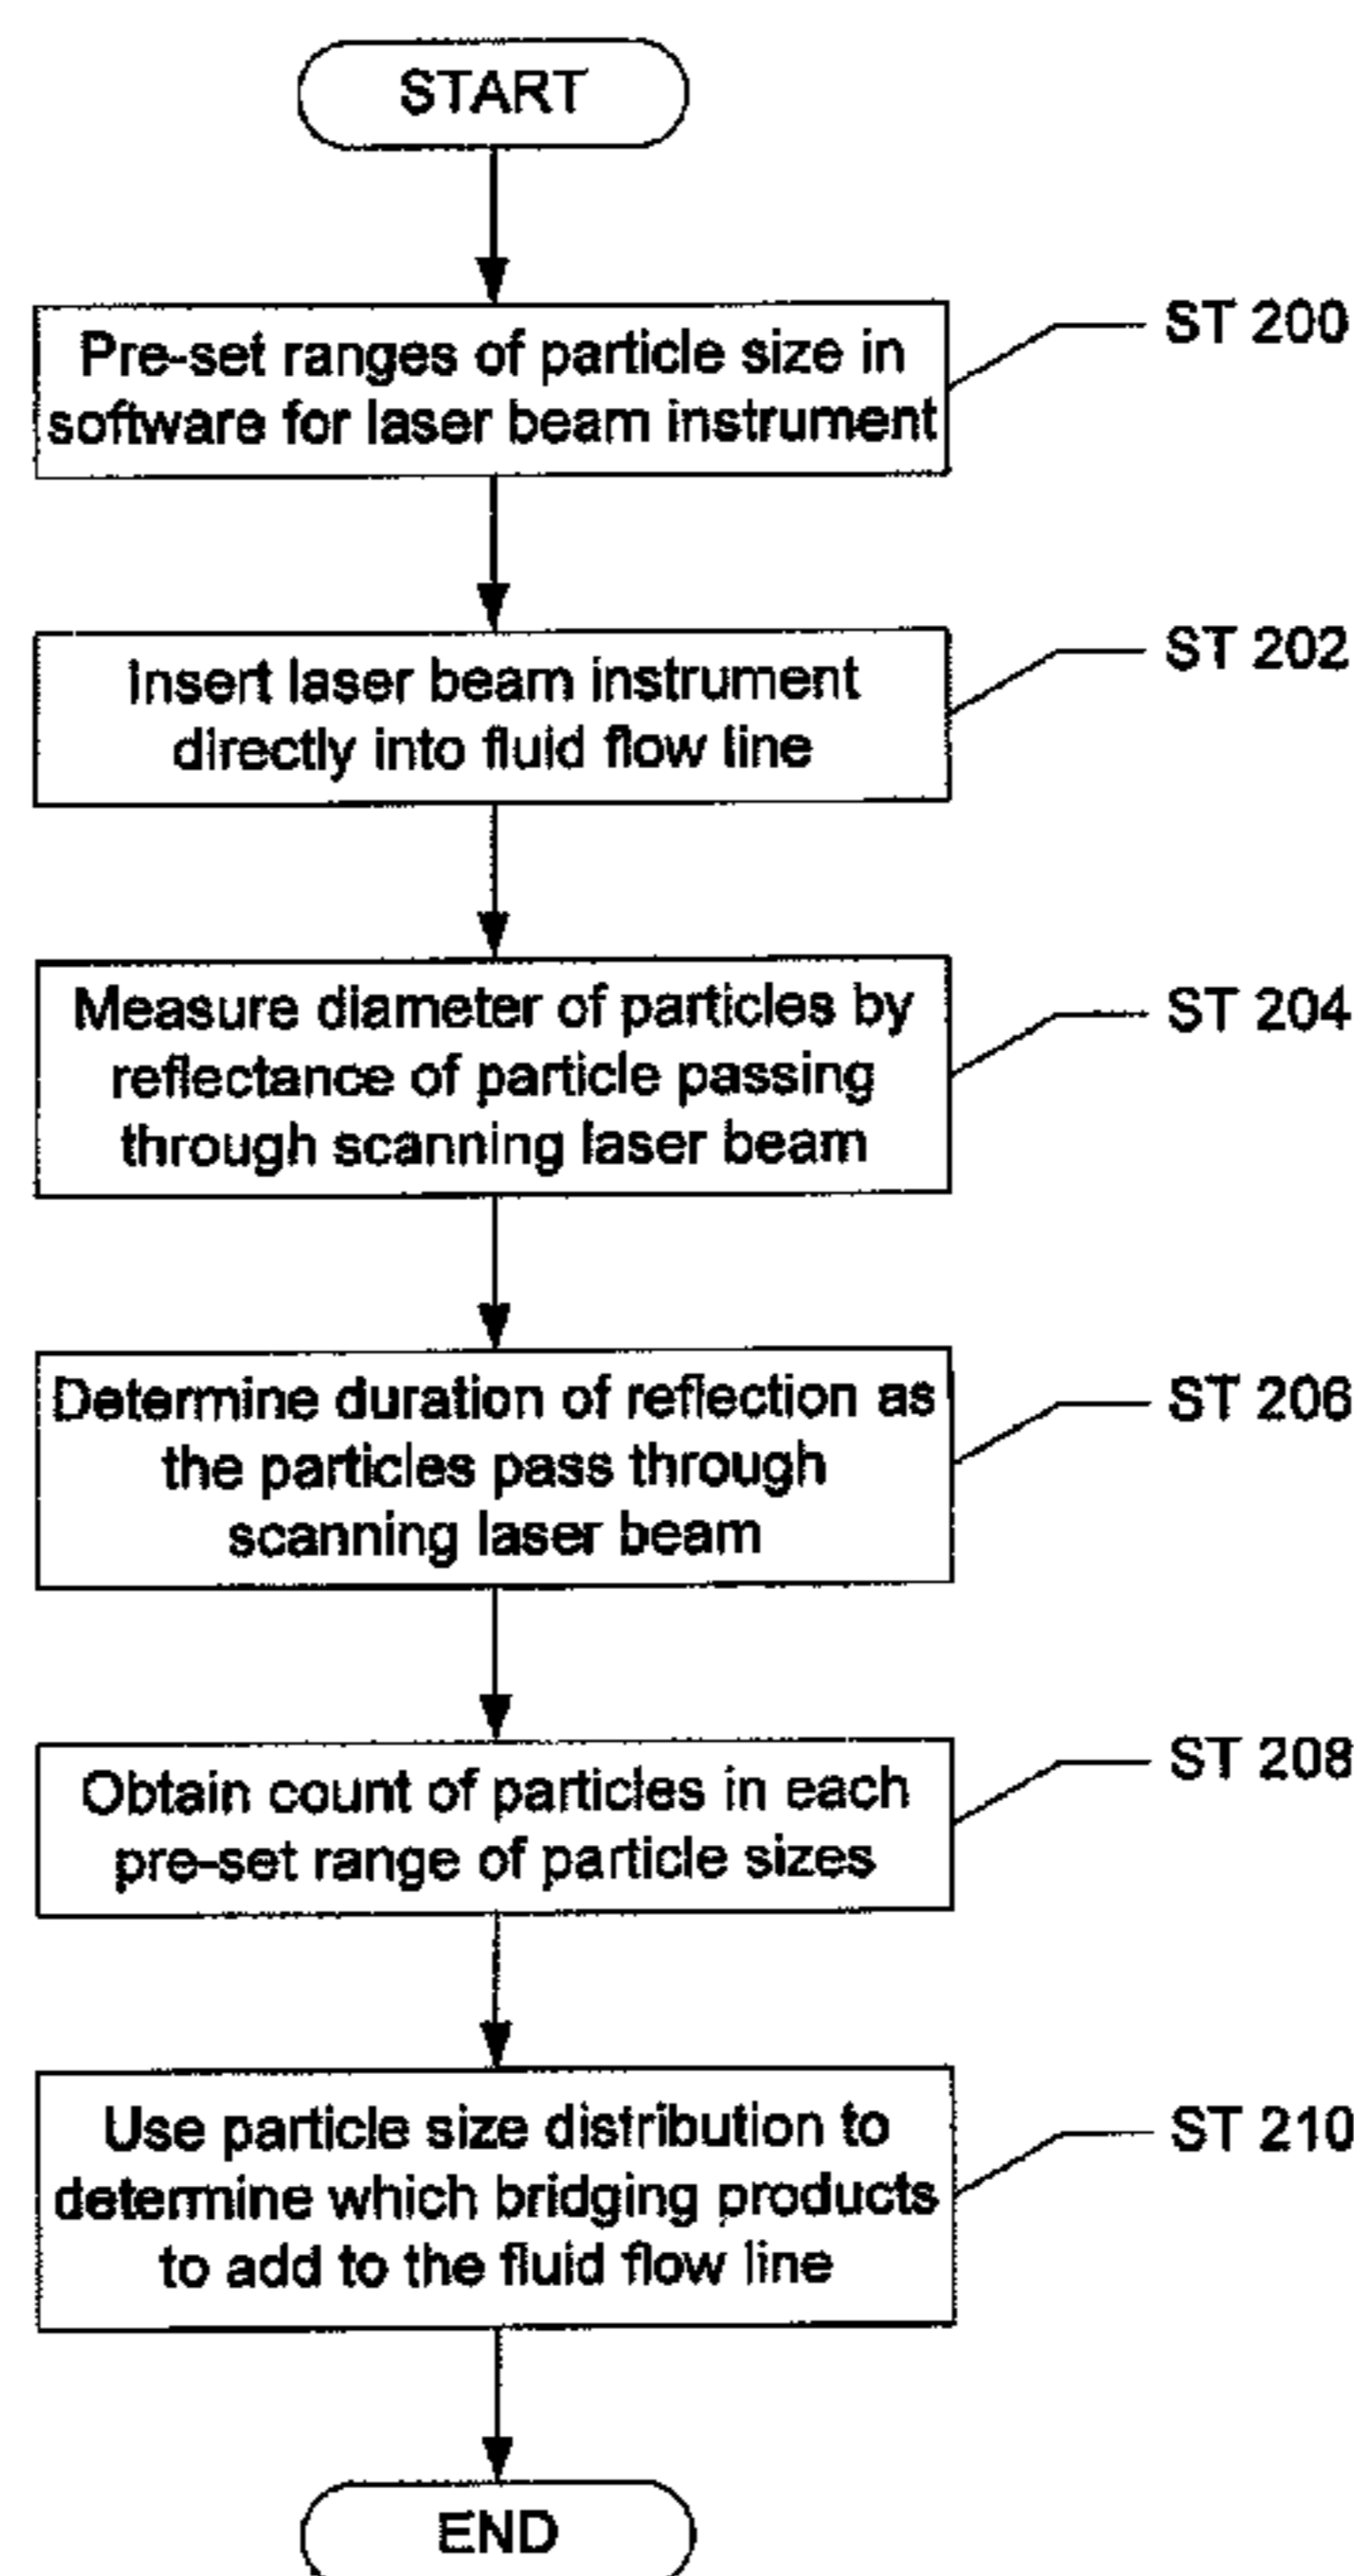 START
Pre-set ranges of particle size in
software for laser beam instrument
ST 200
Insert laser beam instrument
directly into fluid flow line
ST 202
Measure diameter of particles by
reflectance of particle passing
through scanning laser beam
ST 204
Determine duration of reflection as
the particles pass through
scanning laser beam
ST 206
Obtain count of particles in each
pre-set range of particle sizes
ST 208
Use particle size distribution to
determine which bridging products
to add to the fluid flow line
ST 210
END